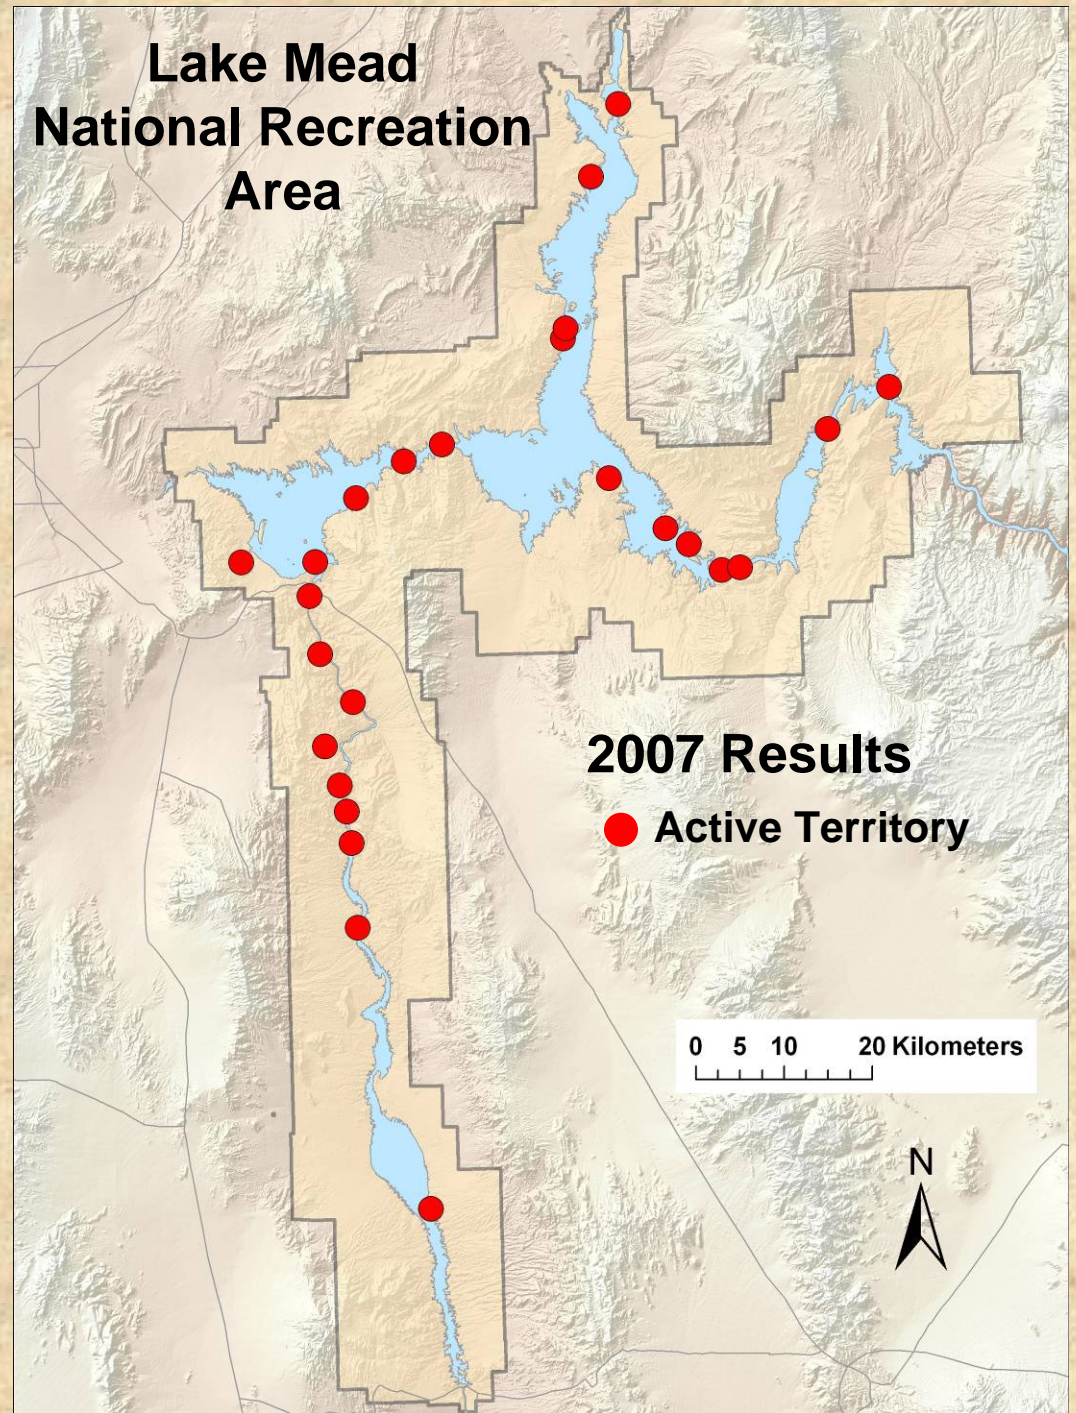 Lake Mead
National Recreation
Area
2007 Results
Active Territory
0 5 10 20 Kilometers
N